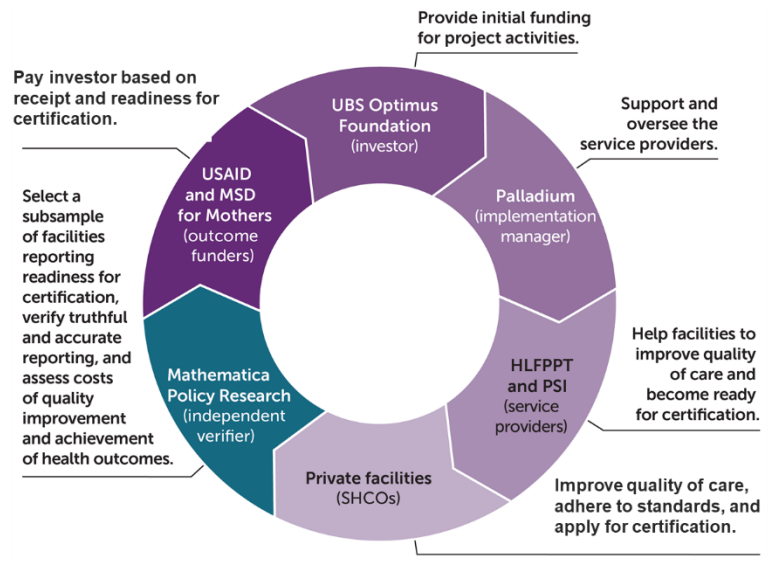 Provide initial funding
for project activities.
UBS Optimus
Foundation
(investor)
Support and
oversee the
service providers.
Palladium
(implementation
manager)
Help facilities to
improve quality
of care and
become ready
for certification.
HLFPPT
and PSI
(service
providers)
Improve quality of care,
adhere to standards, and
apply for certification.
Private facilities
(SHCOs)
Select a
subsample
of facilities
reporting
readiness for
certification,
verify truthful
and accurate
reporting, and
assess costs
of quality
improvement
and achievement
of health outcomes.
Mathematica
Policy Research
(independent
verifier)
Pay investor based on
receipt and readiness for
certification.
USAID
and MSD
for Mothers
(outcome
funders)